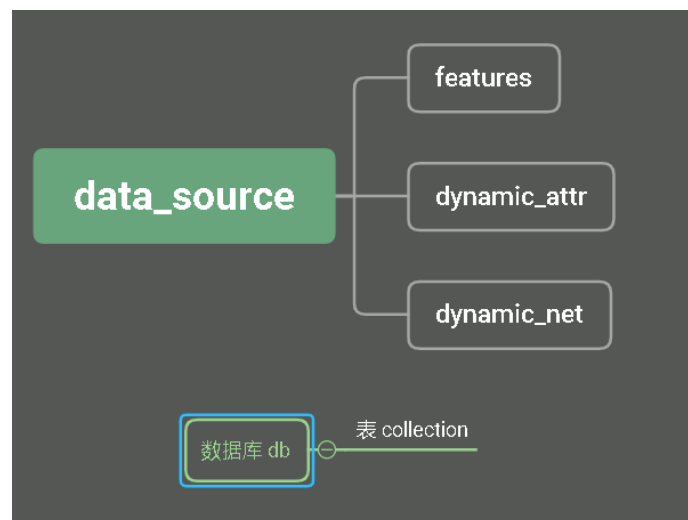 features
data_source
dynamic_attr
dynamic_net
表 collection
数据库 db